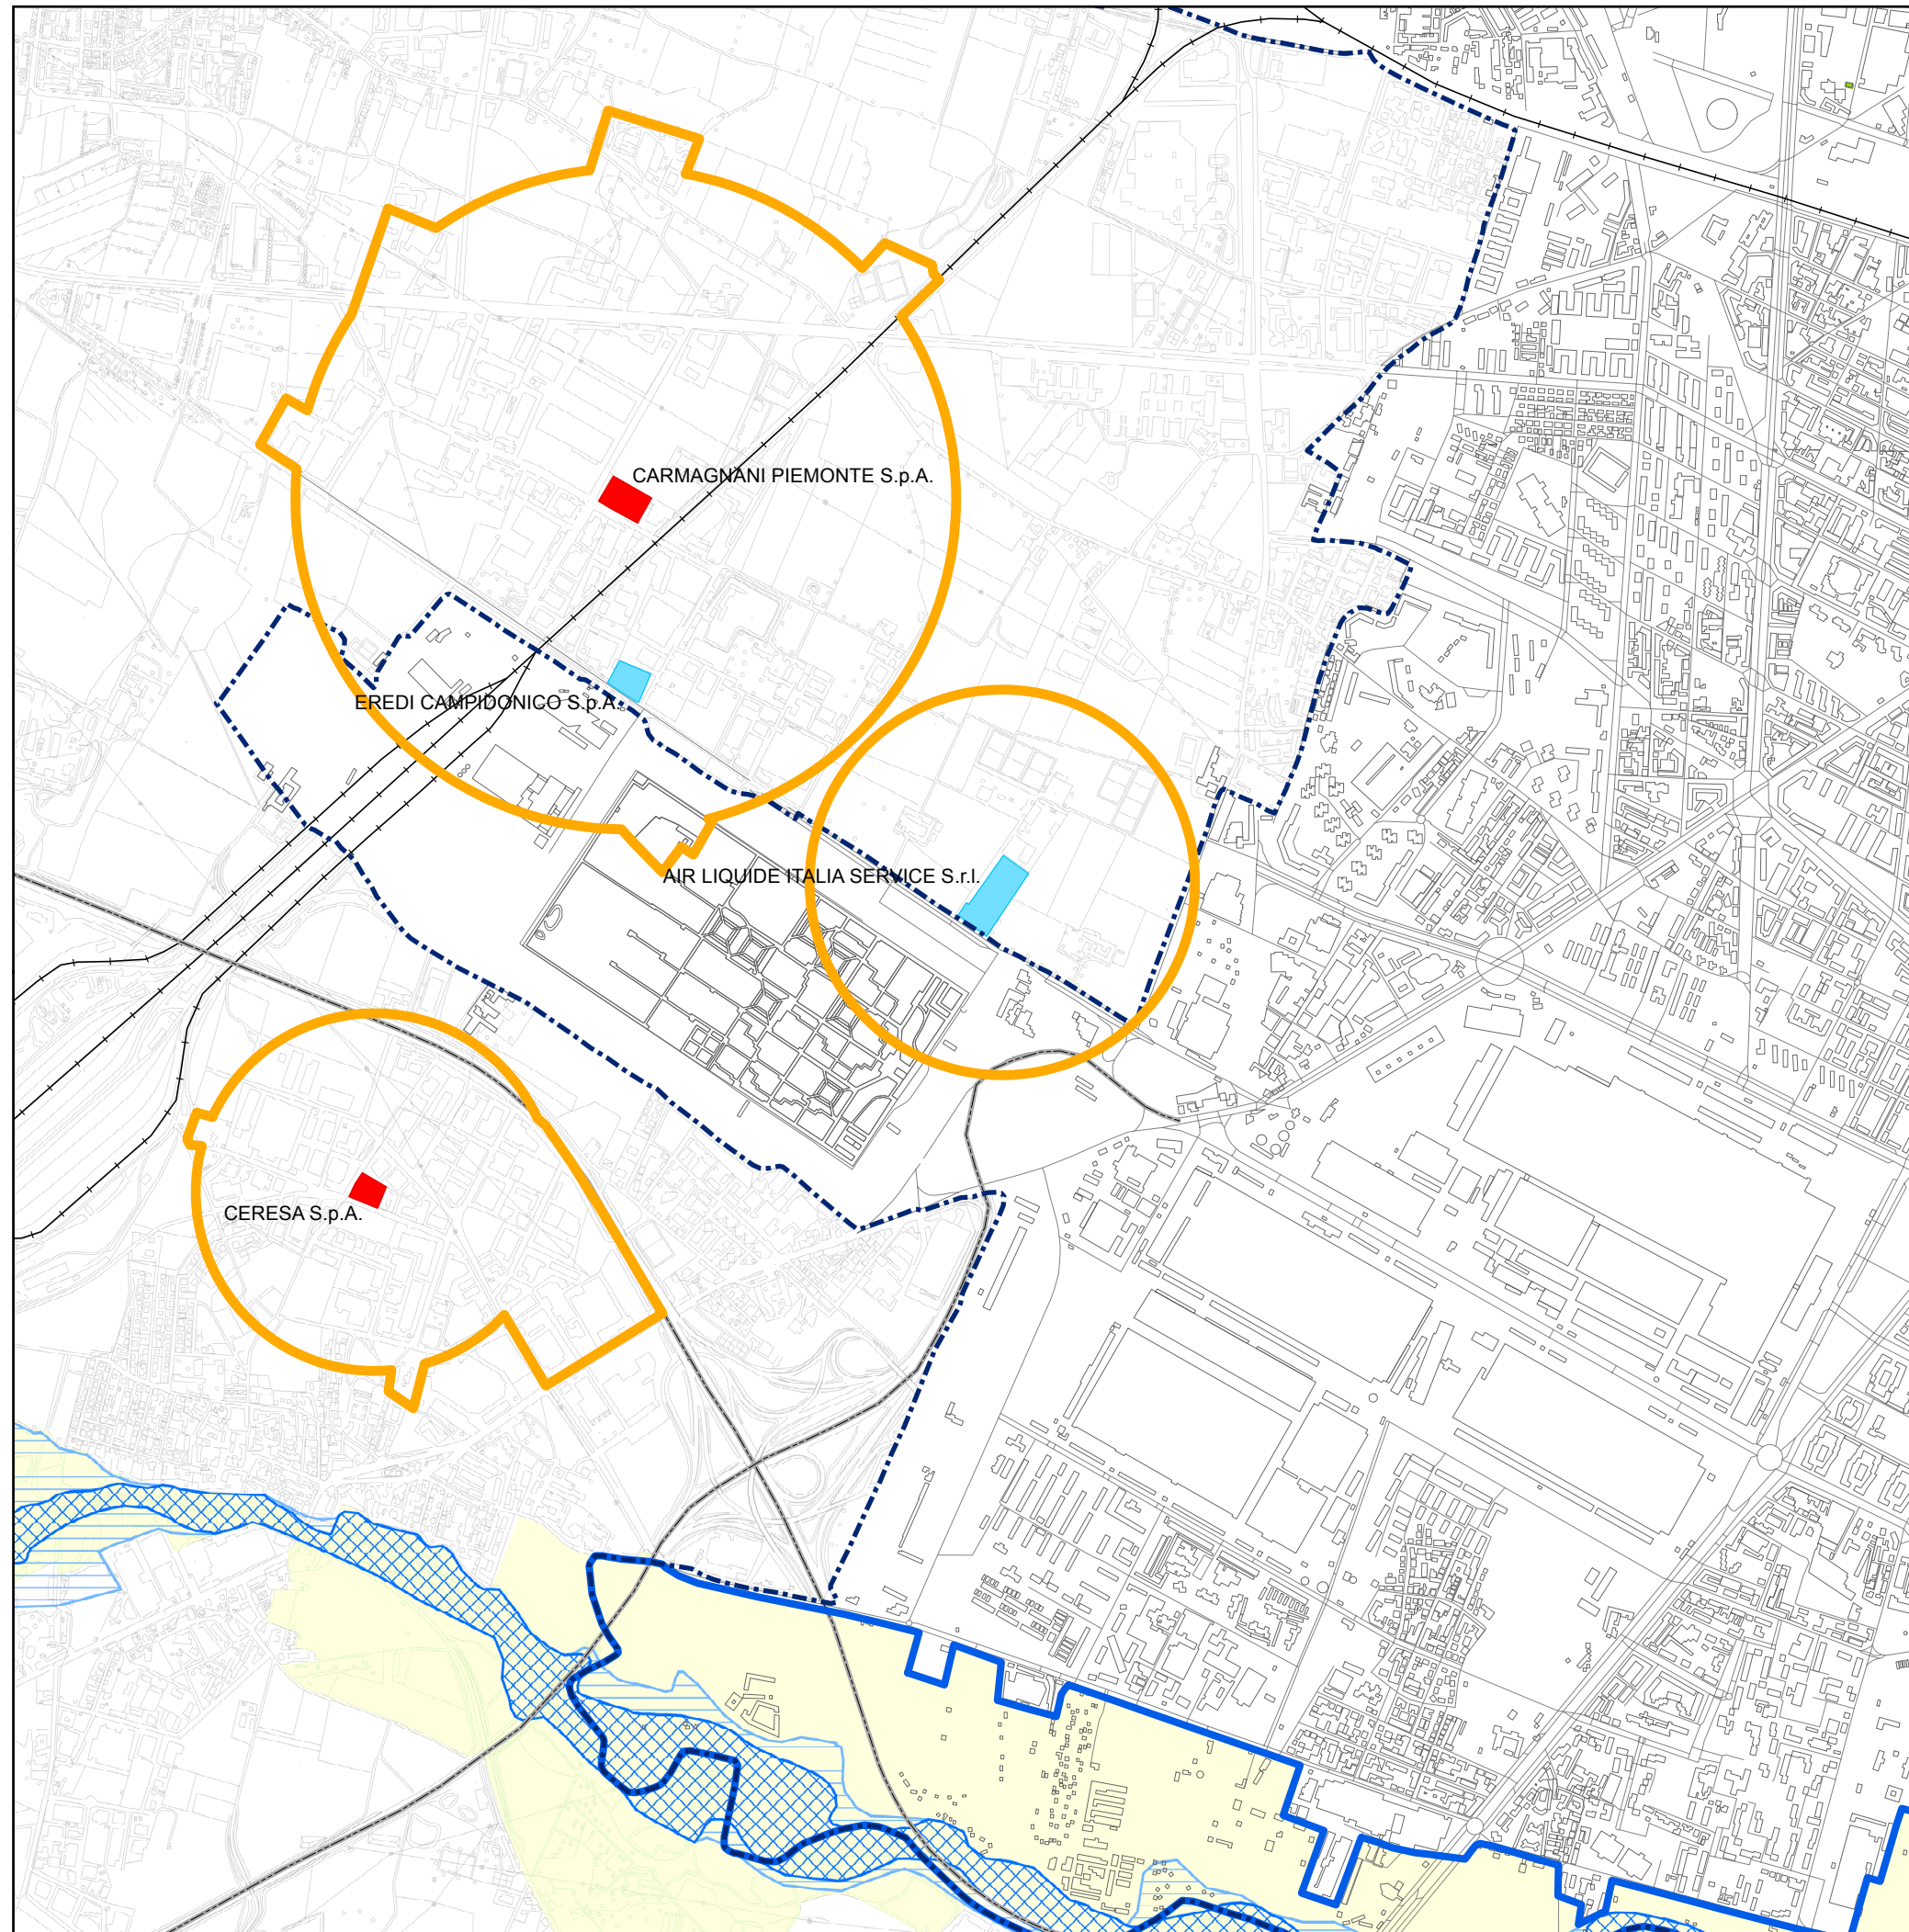 CARMAGNANI PIEMONTE S.p.A.
EREDI CAMPIDONICO S.p.A.
AIR LIQUIDE ITALIA SERVICE S.r.l.
CERESA S.p.A.